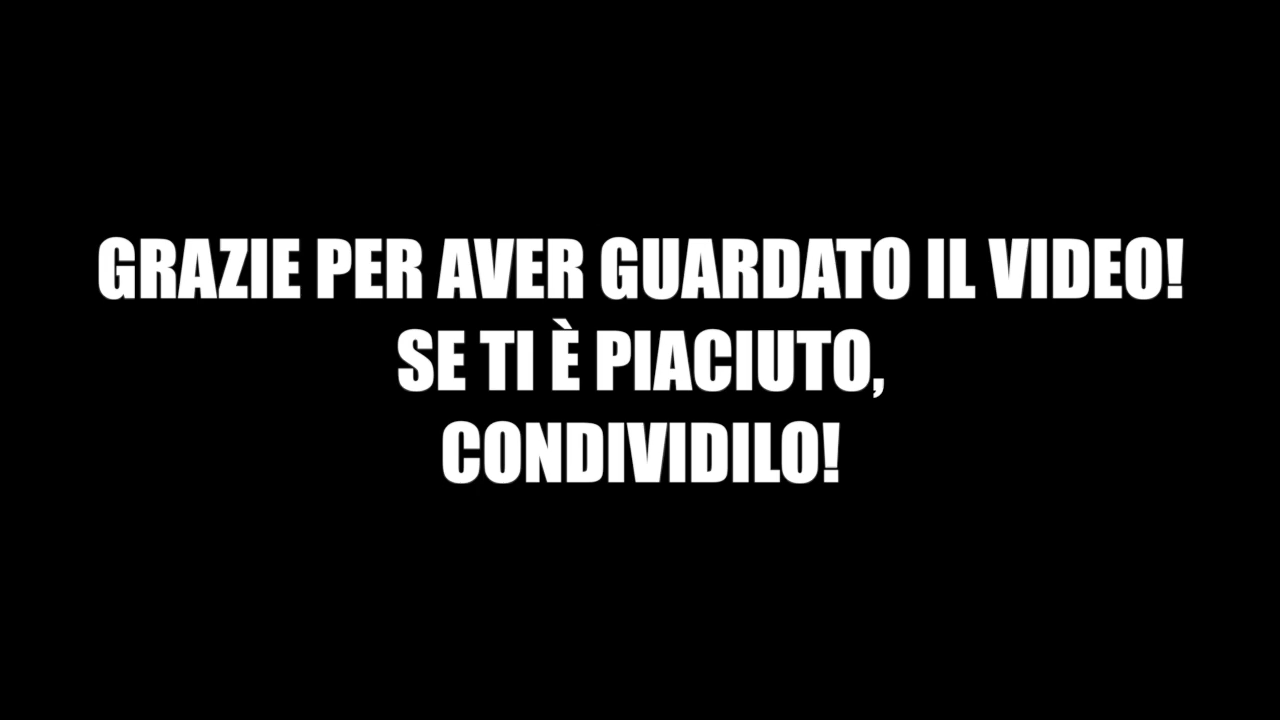 GRAZIE PER AVER GUARDATO IL VIDEO!
SE TI È PIACIUTO,
CONDIVIDILO!